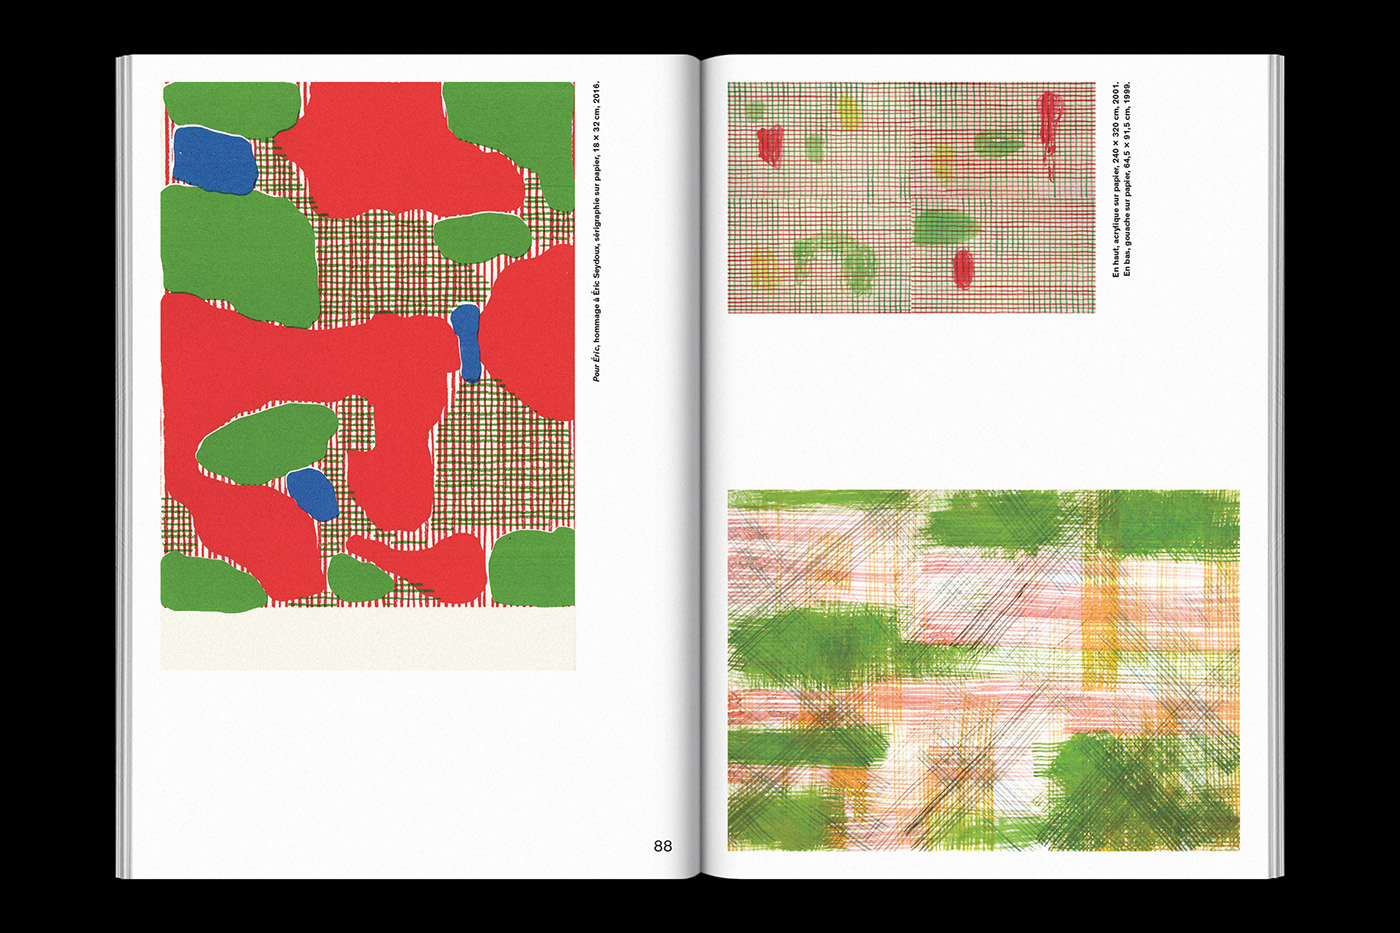 Pour Éric, hommage à Éric Seydoux, sérigraphie sur papier, 18 × 32 cm, 2016.
88
En haut, acrylique sur papier, 240 × 320 cm, 2001.
En bas, gouache sur papier, 64,5 × 91,5 cm, 1999.